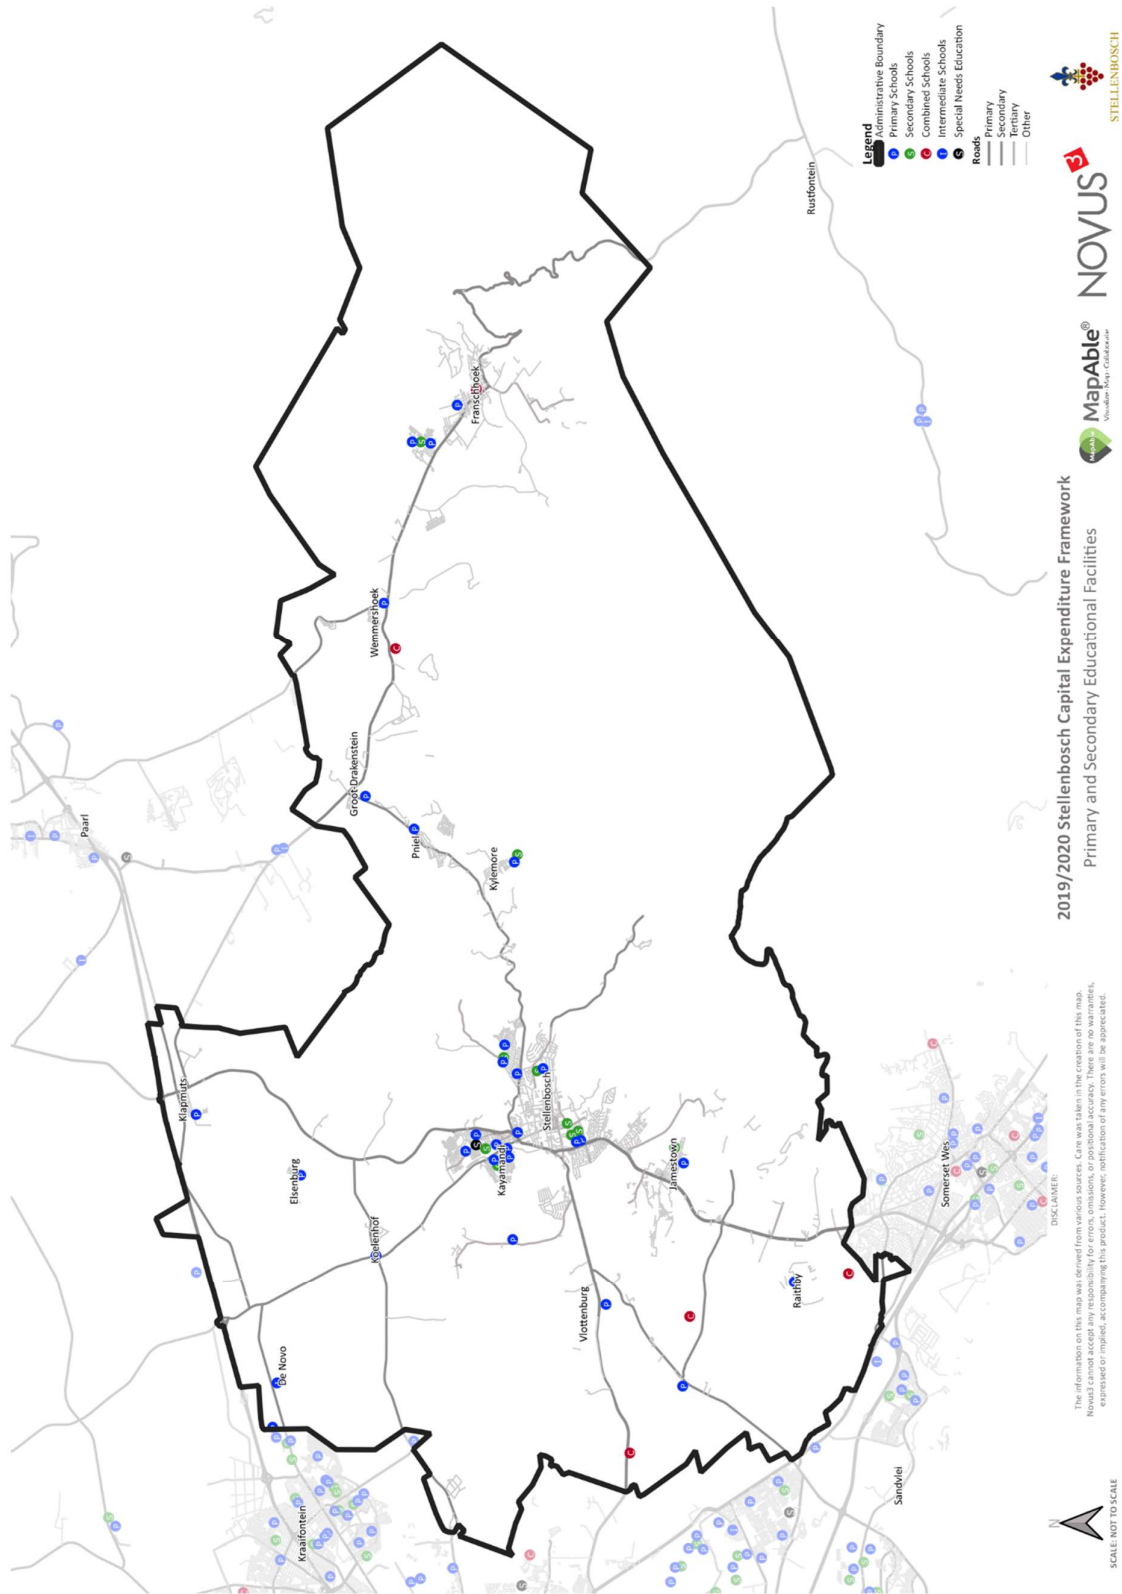 Legend
Administrative Boundary
P Primary Schools
S Secondary Schools
C Combined Schools
I Intermediate Schools
S Special Needs Education
Roads
Primary
Secondary
Tertiary
Other
Rustfontein
Franschhoek
Wemmershoek
Groot-Drakenstein
Paarl
Pniel
Kylemore
Klapmuts
Stellenbosch
Elsenburg
Kayamandi
Jamestown
Koelenhof
Somerset Wes
Raithby
Vlottenburg
De Novo
Kraaifontein
Sandvlei
2019/2020 Stellenbosch Capital Expenditure Framework
Primary and Secondary Educational Facilities
MapAble
MapAble®
Visualize · Map · Collaborate
NOVUS3
STELLENBOSCH
DISCLAIMER:
The information on this map was derived from various sources. Care was taken in the creation of this map.
Novus3 cannot accept any responsibility for errors, omissions, or positional accuracy. There are no warranties,
expressed or implied, accompanying this product. However, notification of any errors will be appreciated.
N
SCALE: NOT TO SCALE